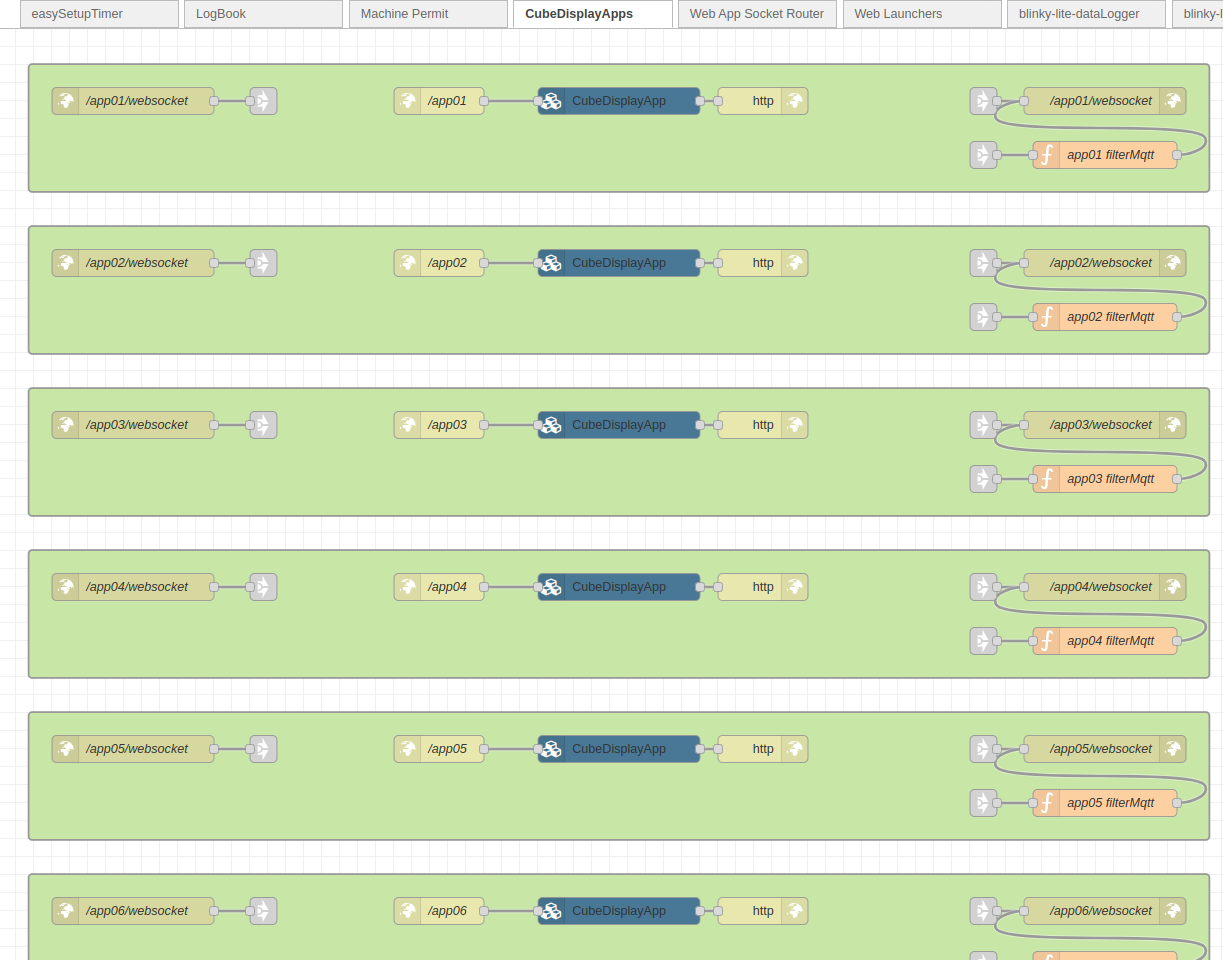 easySetupTimer LogBook Machine Permit CubeDisplayApps Web App Socket Router Web Launchers blinky-lite-dataLogger
/app01/websocket /app01 CubeDisplayApp http /app01/websocket
app01 filterMqtt
/app02/websocket /app02 CubeDisplayApp http /app02/websocket
app02 filterMqtt
/app03/websocket /app03 CubeDisplayApp http /app03/websocket
app03 filterMqtt
/app04/websocket /app04 CubeDisplayApp http /app04/websocket
app04 filterMqtt
/app05/websocket /app05 CubeDisplayApp http /app05/websocket
app05 filterMqtt
/app06/websocket /app06 CubeDisplayApp http /app06/websocket